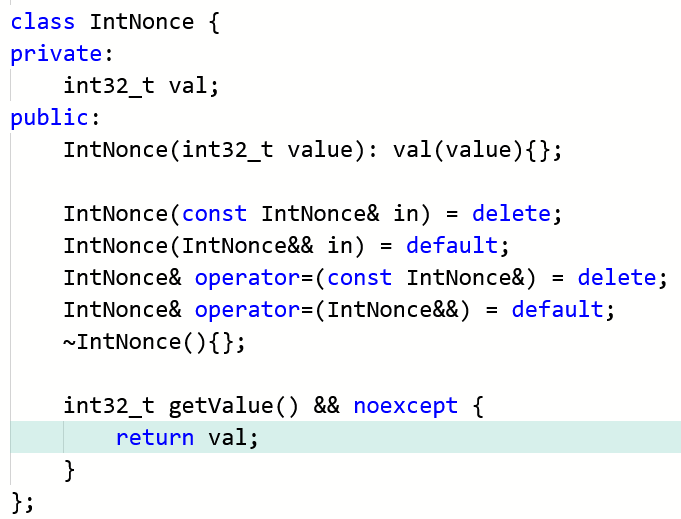 class IntNonce {
private:
    int32_t val;
public:
    IntNonce(int32_t value): val(value){};
    IntNonce(const IntNonce& in) = delete;
    IntNonce(IntNonce&& in) = default;
    IntNonce& operator=(const IntNonce&) = delete;
    IntNonce& operator=(IntNonce&&) = default;
    ~IntNonce(){};
    int32_t getValue() && noexcept {
        return val;
    }
};